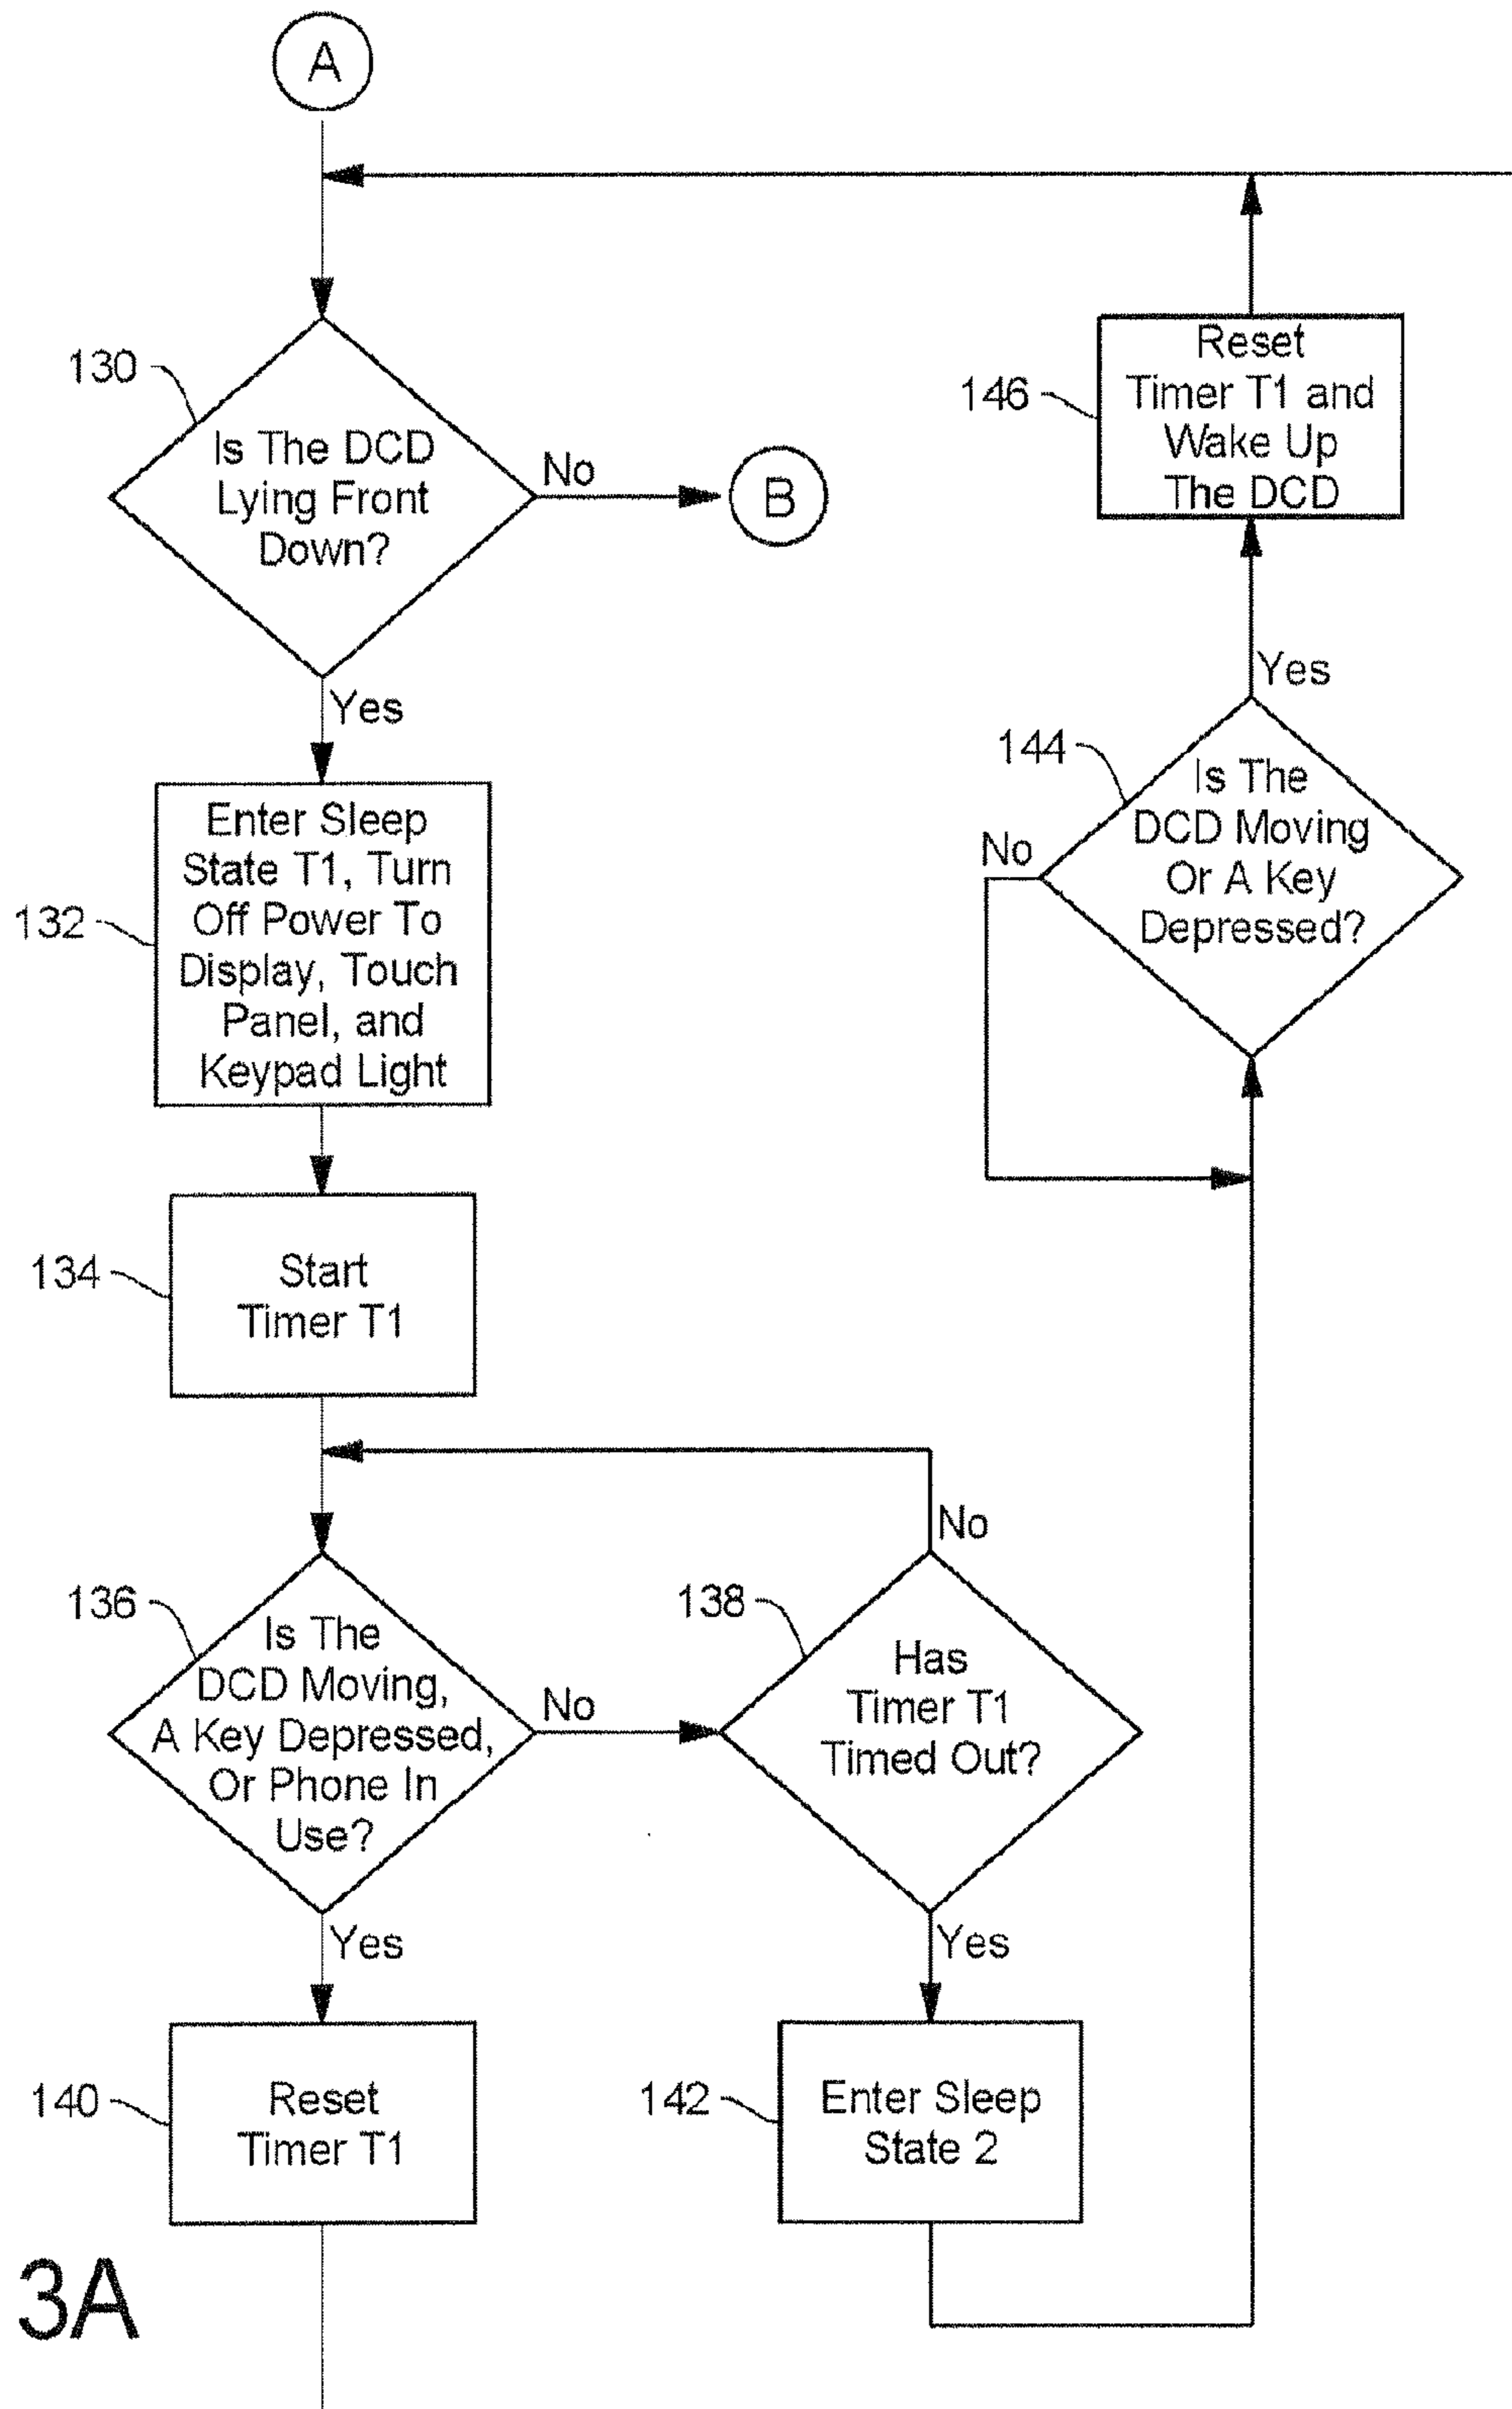 A
130
Is The DCD
Lying Front
Down?
No
B
Yes
132
Enter Sleep
State T1, Turn
Off Power To
Display, Touch
Panel, and
Keypad Light
134
Start
Timer T1
136
Is The
DCD Moving,
A Key Depressed,
Or Phone In
Use?
No
Yes
138
Has
Timer T1
Timed Out?
No
Yes
140
Reset
Timer T1
142
Enter Sleep
State 2
144
Is The
DCD Moving
Or A Key
Depressed?
No
Yes
146
Reset
Timer T1 and
Wake Up
The DCD
3A